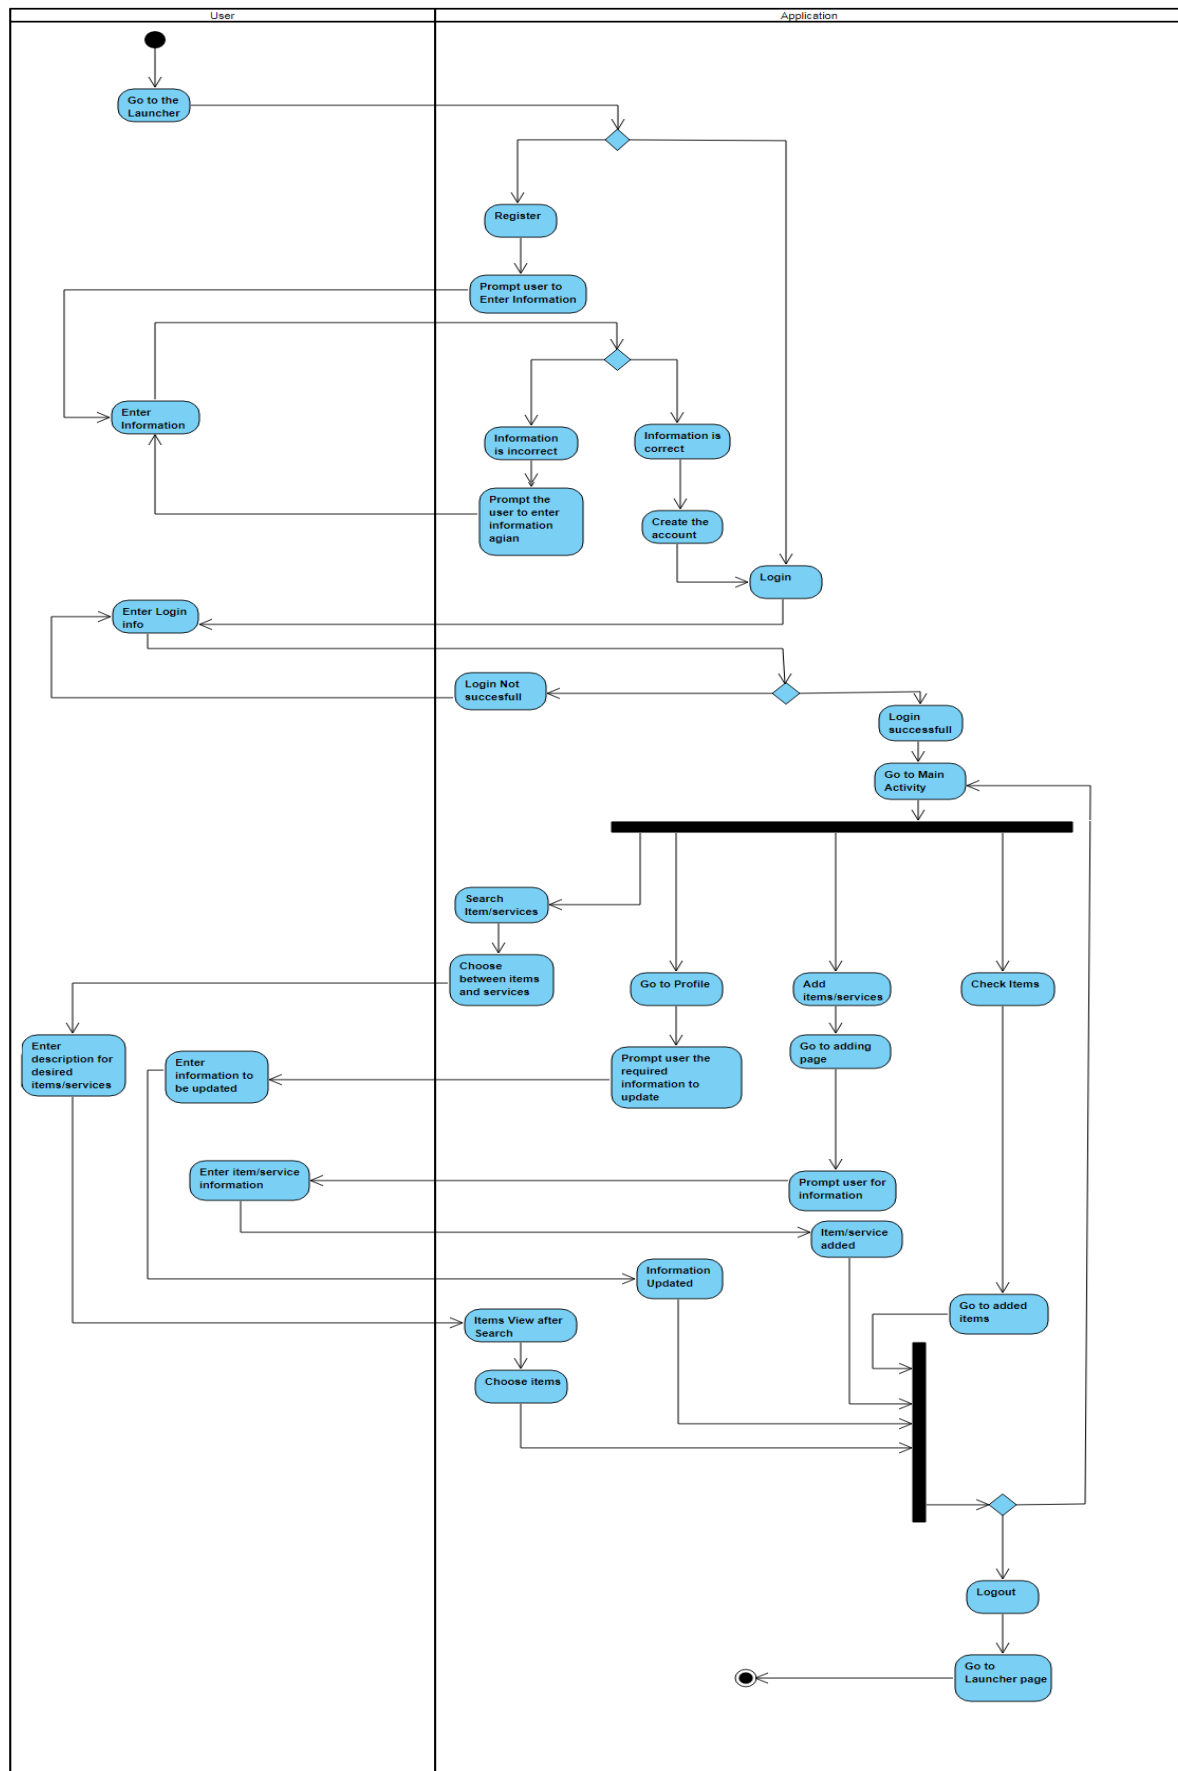 User
Application
Go to the
Launcher
Register
Prompt user to
Enter Information
Enter
Information
Information
is incorrect
Information is
correct
Prompt the
user to enter
information
agian
Create the
account
Login
Enter Login
info
Login Not
succesfull
Login
successfull
Go to Main
Activity
Search
Item/services
Choose
between items
and services
Go to Profile
Add
items/services
Check Items
Enter
description for
desired
items/services
Enter
information to
be updated
Prompt user the
required
information to
update
Go to adding
page
Enter item/service
information
Prompt user for
information
Item/service
added
Information
Updated
Go to added
items
Items View after
Search
Choose items
Logout
Go to
Launcher page